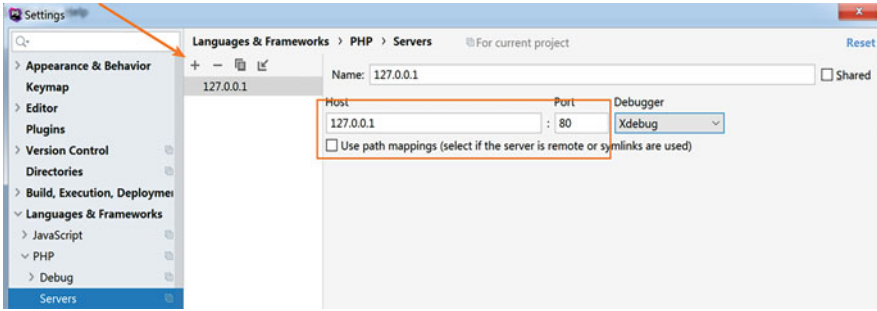 Settings
Languages & Frameworks > PHP > Servers For current project Reset
Appearance & Behavior
Keymap
Editor
Plugins
Version Control
Directories
Build, Execution, Deploymen
Languages & Frameworks
JavaScript
PHP
Debug
Servers
127.0.0.1
Name: 127.0.0.1 Shared
Host Port Debugger
127.0.0.1 : 80 Xdebug
Use path mappings (select if the server is remote or symlinks are used)